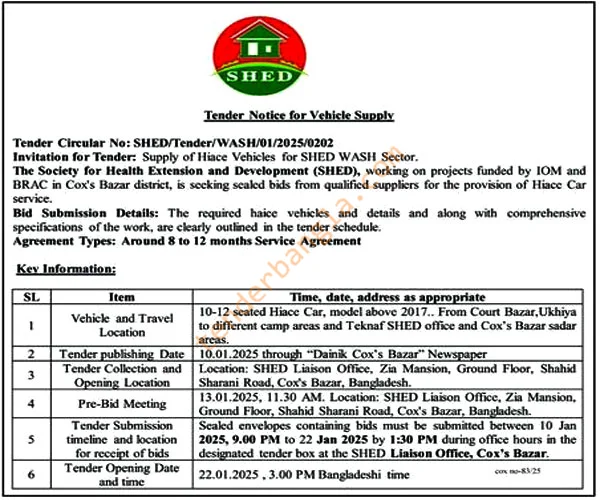 SHED
Tender Notice for Vehicle Supply
Tender Circular No: SHED/Tender/WASH/01/2025/0202
Invitation for Tender: Supply of Hiace Vehicles for SHED WASH Sector.
The Society for Health Extension and Development (SHED), working on projects funded by IOM and
BRAC in Cox's Bazar district, is seeking sealed bids from qualified suppliers for the provision of Hiace Car
service.
Bid Submission Details: The required haice vehicles and details and along with comprehensive
specifications of the work, are clearly outlined in the tender schedule.
Agreement Types: Around 8 to 12 months Service Agreement
Key Information:
SL Item Time, date, address as appropriate
1 Vehicle and Travel Location 10-12 seated Hiace Car, model above 2017.. From Court Bazar,Ukhiya
to different camp areas and Teknaf SHED office and Cox's Bazar sadar
areas.
2 Tender publishing Date 10.01.2025 through "Dainik Cox's Bazar" Newspaper
3 Tender Collection and Opening Location Location: SHED Liaison Office, Zia Mansion, Ground Floor, Shahid
Sharani Road, Cox's Bazar, Bangladesh.
4 Pre-Bid Meeting 13.01.2025, 11.30 AM. Location: SHED Liaison Office, Zia Mansion,
Ground Floor, Shahid Sharani Road, Cox's Bazar, Bangladesh.
5 Tender Submission timeline and location for receipt of bids Sealed envelopes containing bids must be submitted between 10 Jan
2025, 9.00 PM to 22 Jan 2025 by 1:30 PM during office hours in the
designated tender box at the SHED Liaison Office, Cox's Bazar.
6 Tender Opening Date and time 22.01.2025 , 3.00 PM Bangladeshi time
cox no-83/25
tenderbangla.com